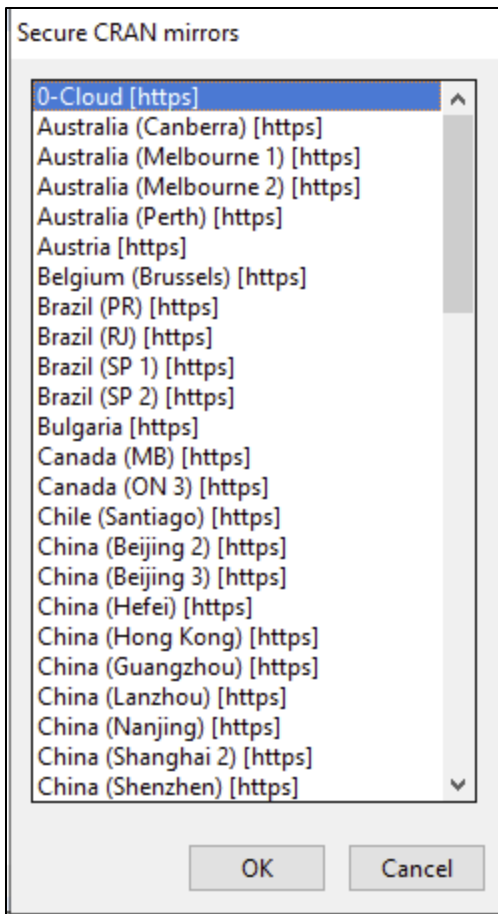 Secure CRAN mirrors
0-Cloud [https]
Australia (Canberra) [https]
Australia (Melbourne 1) [https]
Australia (Melbourne 2) [https]
Australia (Perth) [https]
Austria [https]
Belgium (Brussels) [https]
Brazil (PR) [https]
Brazil (RJ) [https]
Brazil (SP 1) [https]
Brazil (SP 2) [https]
Bulgaria [https]
Canada (MB) [https]
Canada (ON 3) [https]
Chile (Santiago) [https]
China (Beijing 2) [https]
China (Beijing 3) [https]
China (Hefei) [https]
China (Hong Kong) [https]
China (Guangzhou) [https]
China (Lanzhou) [https]
China (Nanjing) [https]
China (Shanghai 2) [https]
China (Shenzhen) [https]
OK Cancel